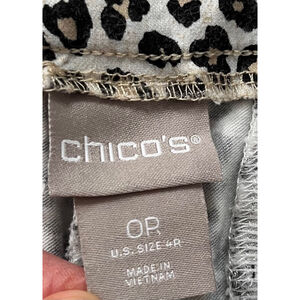 chico's®
0R
U.S. SIZE 4R
MADE IN
VIETNAM